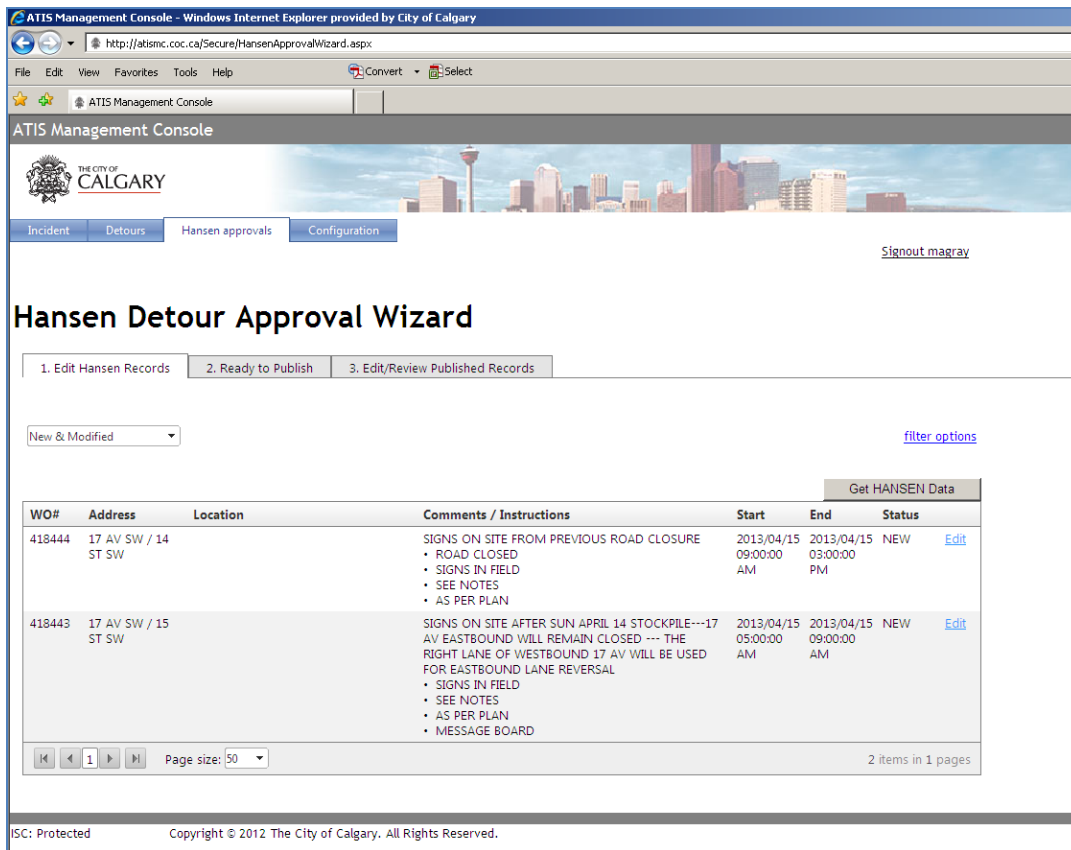 ATIS Management Console - Windows Internet Explorer provided by City of Calgary
http://atismc.coc.ca/Secure/HansenApprovalWizard.aspx
File Edit View Favorites Tools Help Convert Select
ATIS Management Console
ATIS Management Console
THE CITY OF
CALGARY
Incident Detours Hansen approvals Configuration
Signout magray
Hansen Detour Approval Wizard
1. Edit Hansen Records 2. Ready to Publish 3. Edit/Review Published Records
New & Modified filter options
Get HANSEN Data
WO# Address Location Comments / Instructions Start End Status
418444 17 AV SW / 14 SIGNS ON SITE FROM PREVIOUS ROAD CLOSURE 2013/04/15 2013/04/15 NEW Edit
ST SW • ROAD CLOSED 09:00:00 03:00:00
• SIGNS IN FIELD AM PM
• SEE NOTES
• AS PER PLAN
418443 17 AV SW / 15 SIGNS ON SITE AFTER SUN APRIL 14 STOCKPILE---17 2013/04/15 2013/04/15 NEW Edit
ST SW AV EASTBOUND WILL REMAIN CLOSED --- THE 05:00:00 09:00:00
RIGHT LANE OF WESTBOUND 17 AV WILL BE USED AM AM
FOR EASTBOUND LANE REVERSAL
• SIGNS IN FIELD
• SEE NOTES
• AS PER PLAN
• MESSAGE BOARD
1 Page size: 50 2 items in 1 pages
ISC: Protected Copyright © 2012 The City of Calgary. All Rights Reserved.